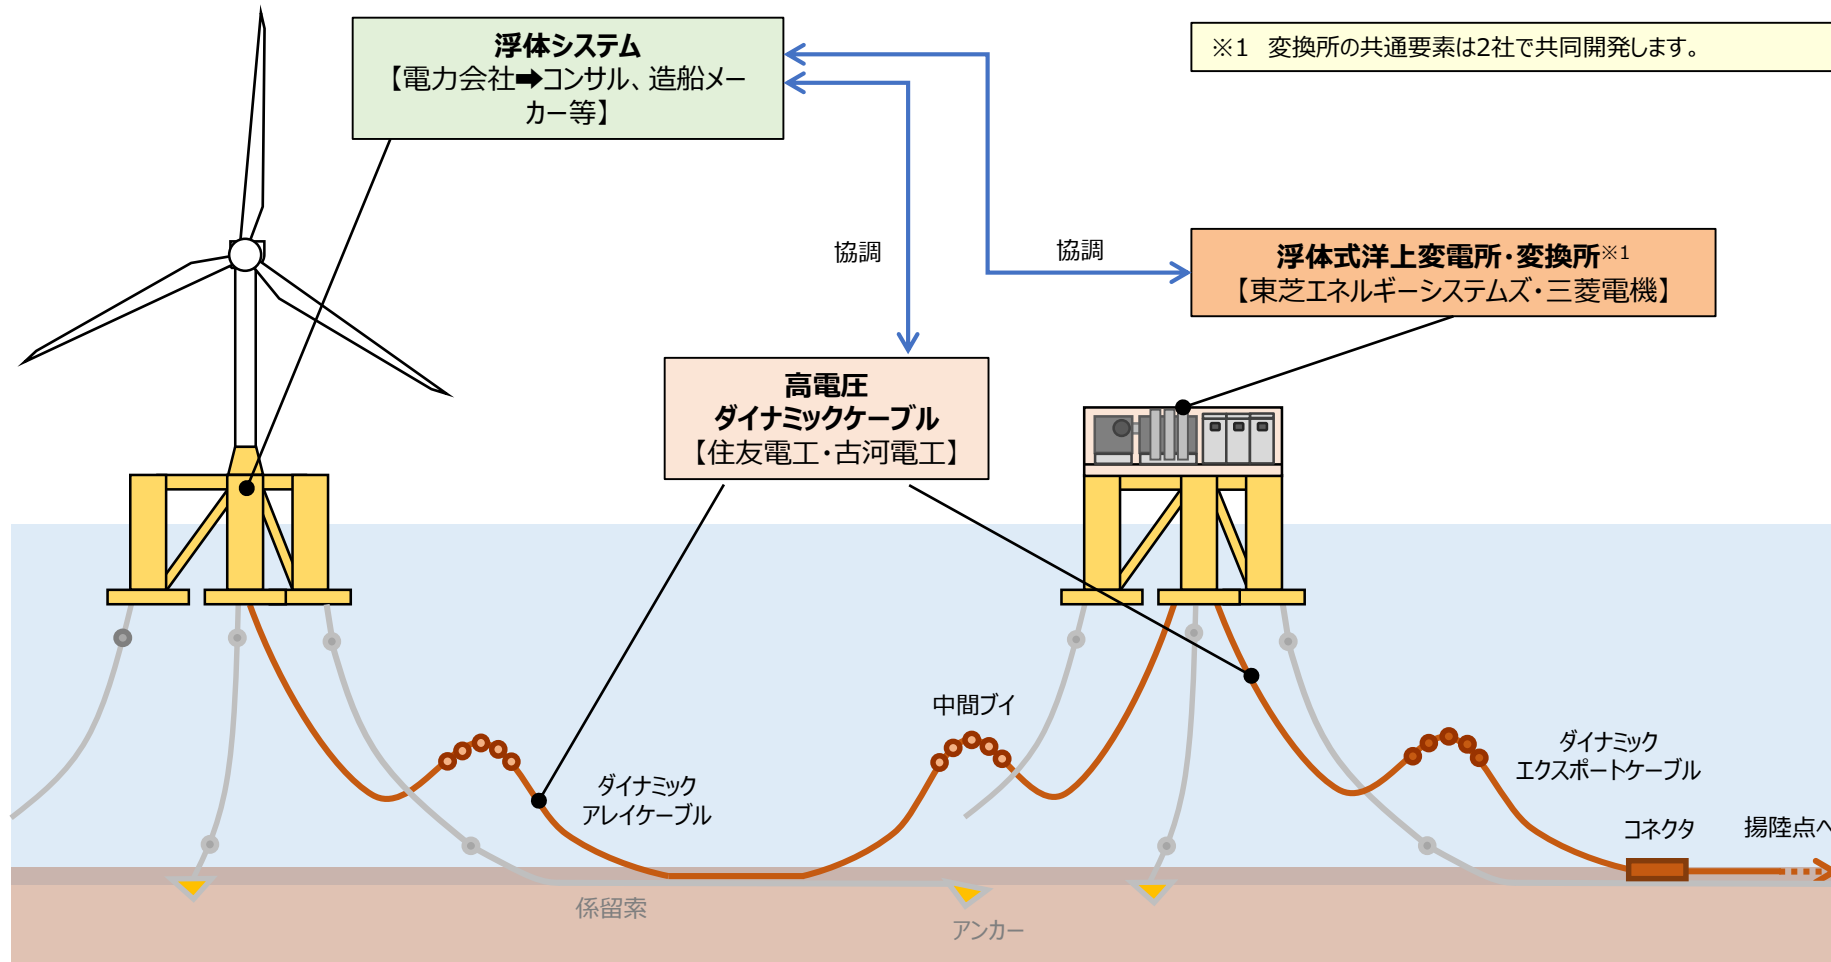 浮体システム
【電力会社➡コンサル、造船メー
カー等】
※1 変換所の共通要素は2社で共同開発します。
協調
協調
浮体式洋上変電所・変換所※1
【東芝エネルギーシステムズ・三菱電機】
高電圧
ダイナミックケーブル
【住友電工・古河電工】
中間ブイ
ダイナミック
アレイケーブル
ダイナミック
エクスポートケーブル
コネクタ
揚陸点へ
係留索
アンカー